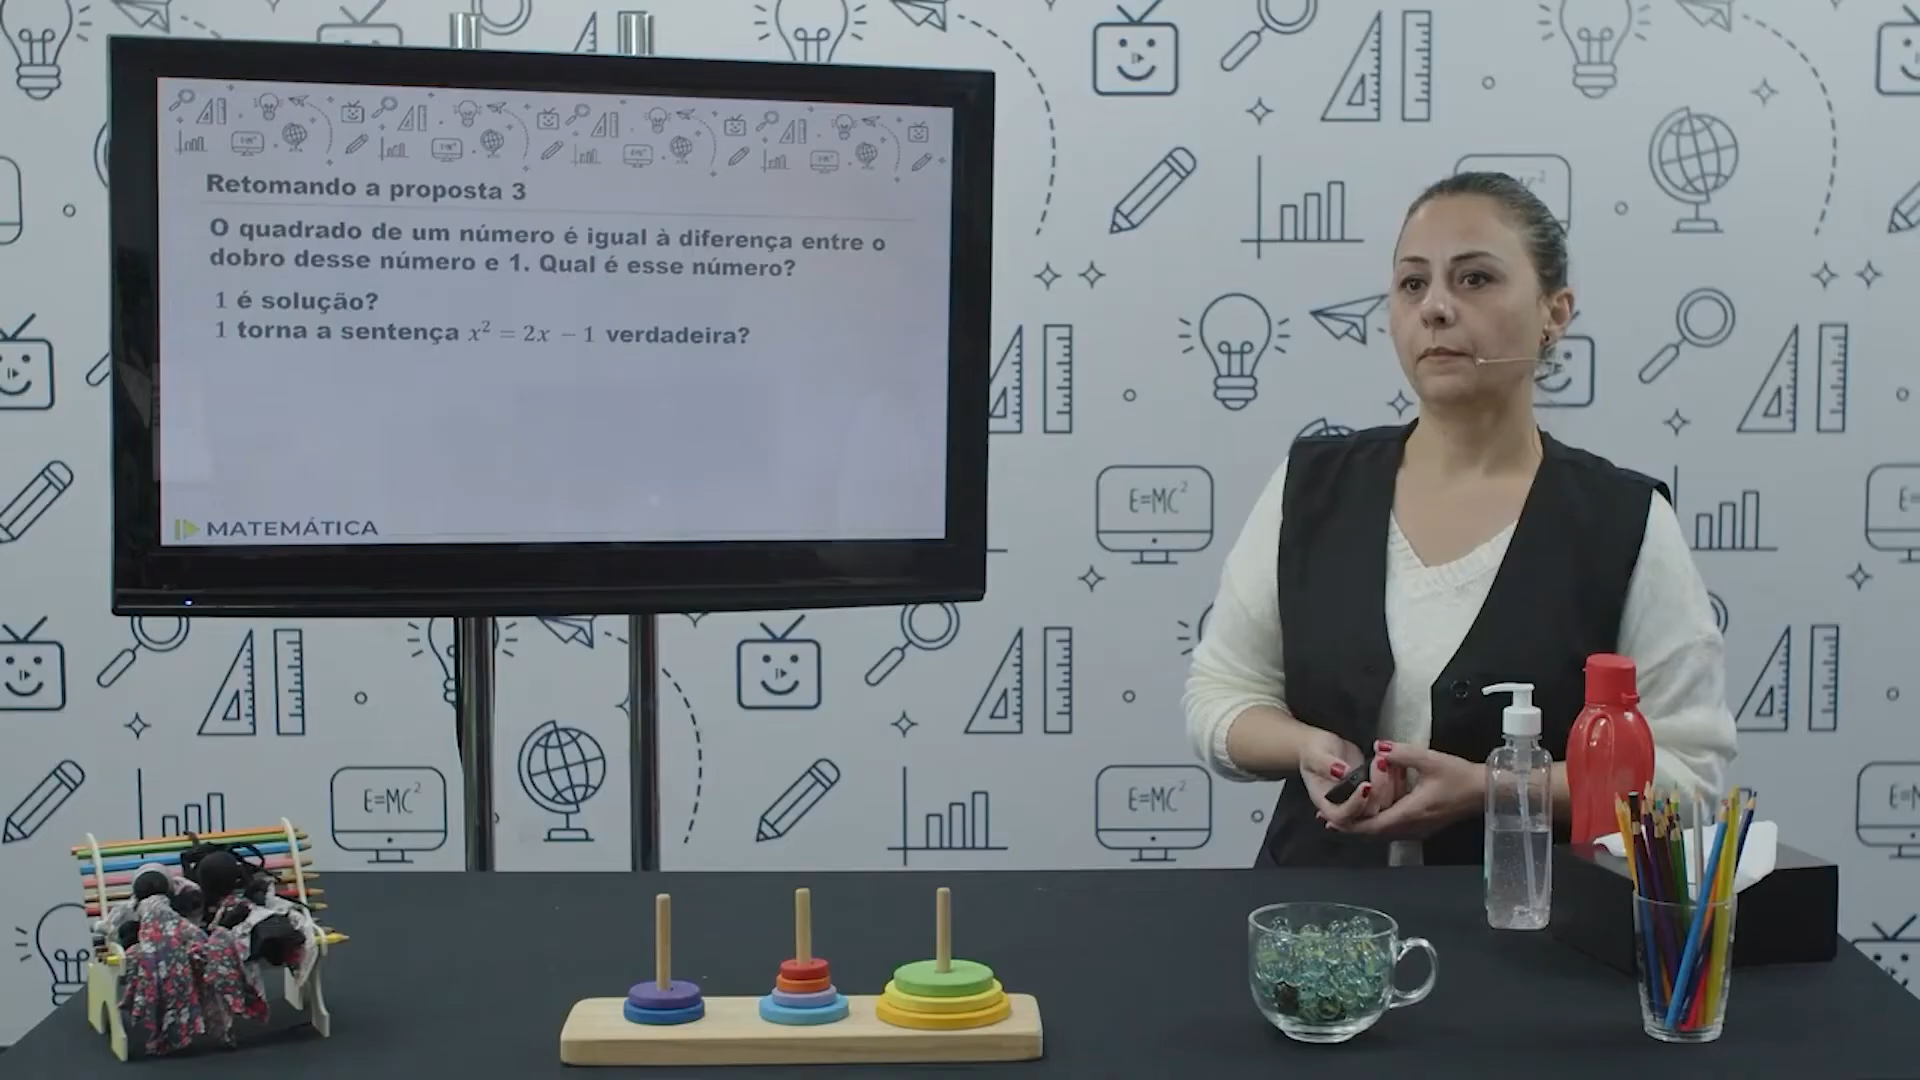 Retomando a proposta 3
O quadrado de um número é igual à diferença entre o
dobro desse número e 1. Qual é esse número?
1 é solução?
1 torna a sentença x² = 2x − 1 verdadeira?
MATEMÁTICA
E=MC²
E=MC²
E=MC²